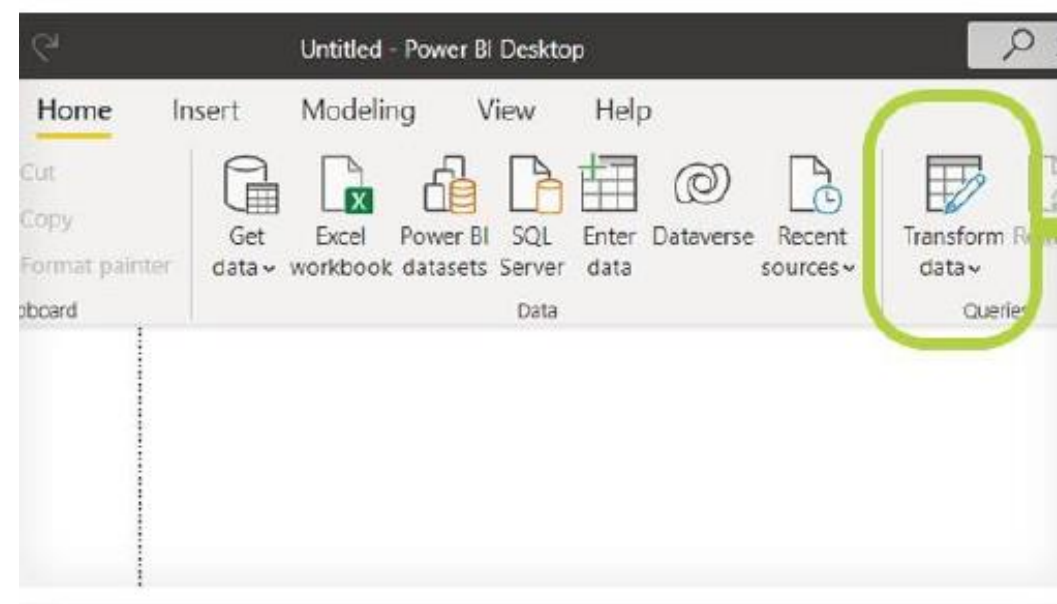 Untitled - Power BI Desktop
Home Insert Modeling View Help
Cut
Copy
Format painter
Get data
Excel workbook
Power BI datasets
SQL Server
Enter data
Dataverse
Recent sources
Transform data
Data
Queries